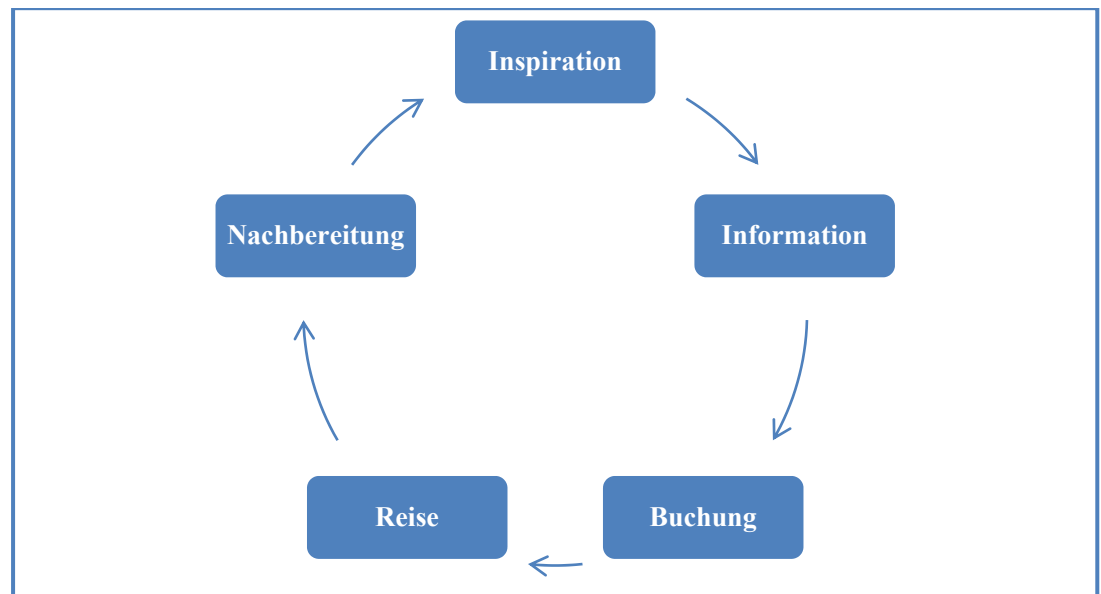 Inspiration
Information
Buchung
Reise
Nachbereitung